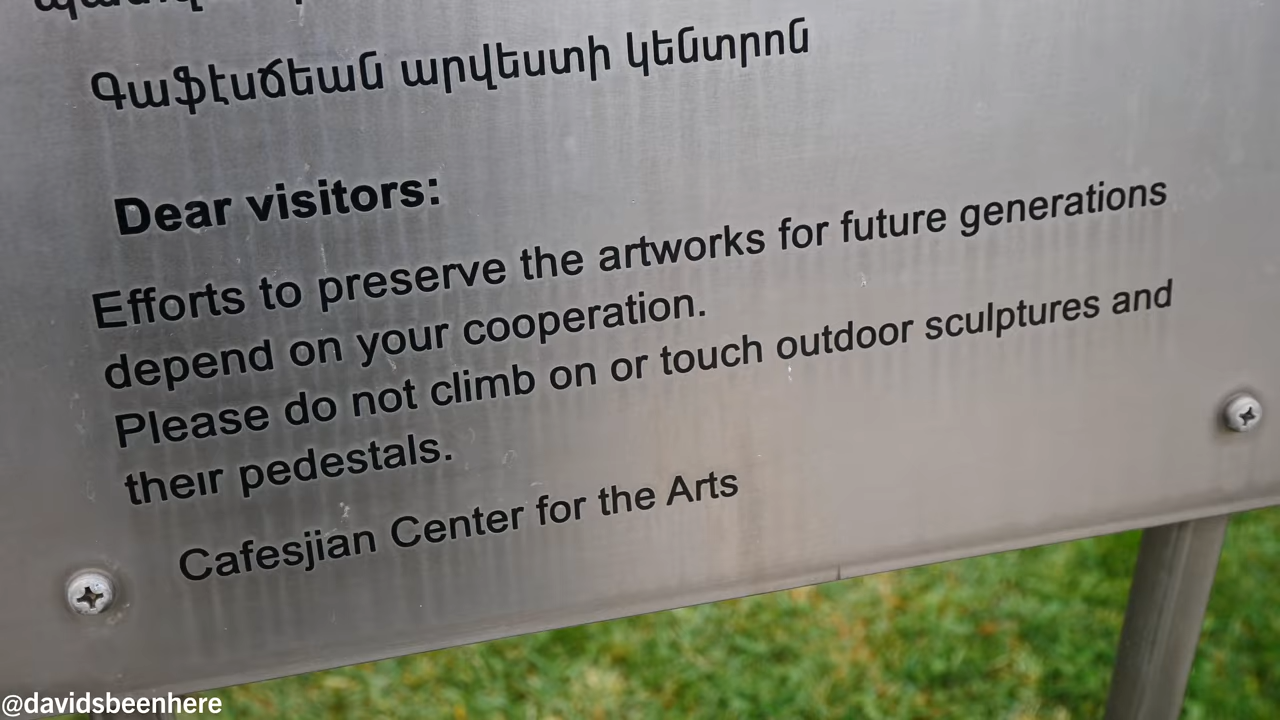 Գաֆէսճեան արվեստի կենտրոն
Dear visitors:
Efforts to preserve the artworks for future generations
depend on your cooperation.
Please do not climb on or touch outdoor sculptures and
their pedestals.
Cafesjian Center for the Arts
@davidsbeenhere